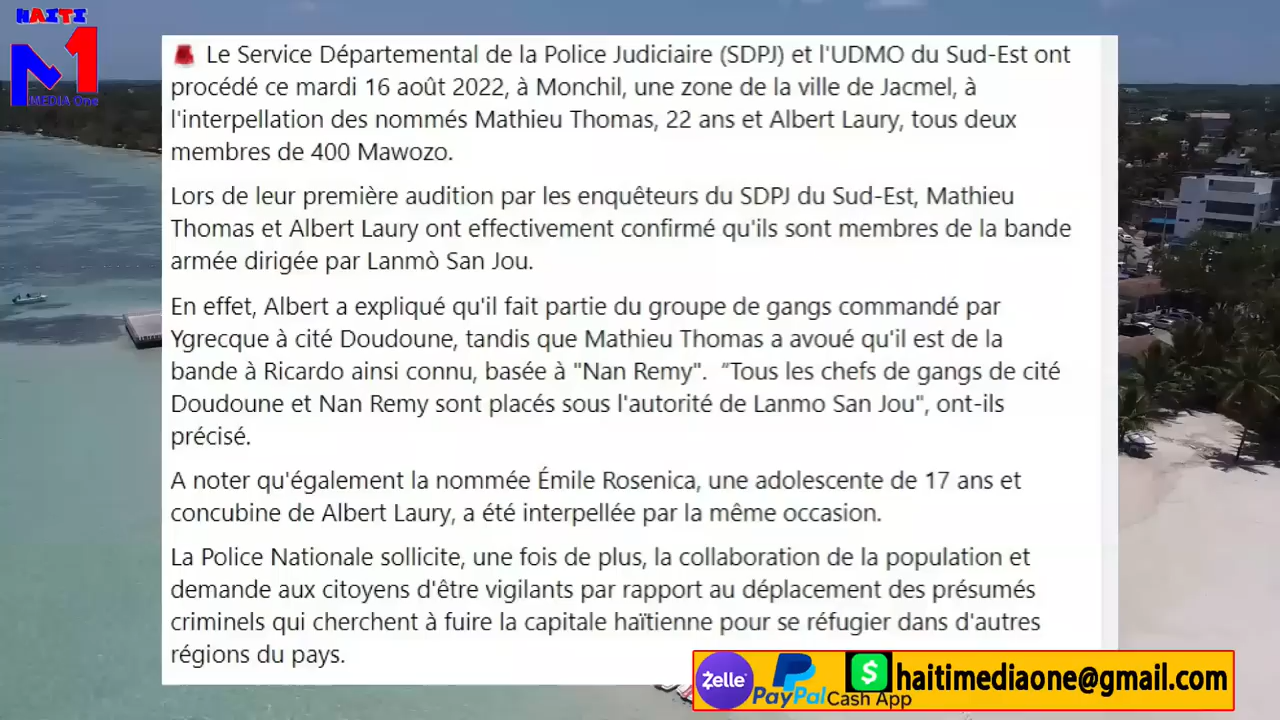 HAITI
M1
MEDIA One
Le Service Départemental de la Police Judiciaire (SDPJ) et l'UDMO du Sud-Est ont
procédé ce mardi 16 août 2022, à Monchil, une zone de la ville de Jacmel, à
l'interpellation des nommés Mathieu Thomas, 22 ans et Albert Laury, tous deux
membres de 400 Mawozo.
Lors de leur première audition par les enquêteurs du SDPJ du Sud-Est, Mathieu
Thomas et Albert Laury ont effectivement confirmé qu'ils sont membres de la bande
armée dirigée par Lanmò San Jou.
En effet, Albert a expliqué qu'il fait partie du groupe de gangs commandé par
Ygrecque à cité Doudoune, tandis que Mathieu Thomas a avoué qu'il est de la
bande à Ricardo ainsi connu, basée à "Nan Remy". "Tous les chefs de gangs de cité
Doudoune et Nan Remy sont placés sous l'autorité de Lanmo San Jou", ont-ils
précisé.
A noter qu'également la nommée Émile Rosenica, une adolescente de 17 ans et
concubine de Albert Laury, a été interpellée par la même occasion.
La Police Nationale sollicite, une fois de plus, la collaboration de la population et
demande aux citoyens d'être vigilants par rapport au déplacement des présumés
criminels qui cherchent à fuire la capitale haïtienne pour se réfugier dans d'autres
régions du pays.
Zelle PayPal $ Cash App haitimediaone@gmail.com